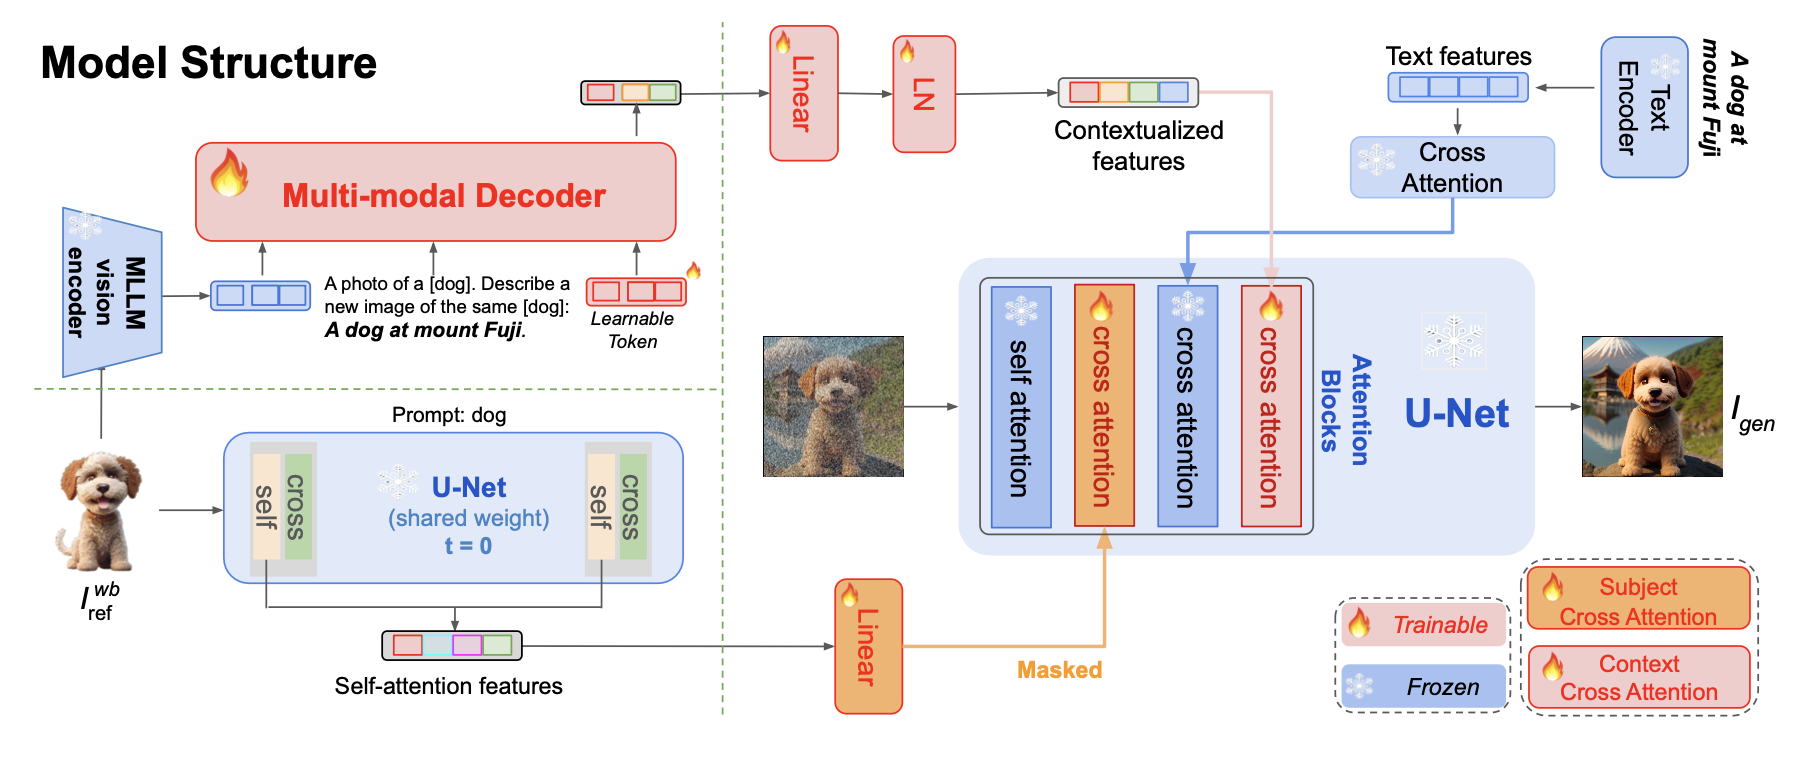 Model Structure
Multi-modal Decoder
MLLM
vision
encoder
A photo of a [dog]. Describe a
new image of the same [dog]:
A dog at mount Fuji.
Learnable
Token
Linear
LN
Contextualized
features
Text features
Text
Encoder
A dog at
mount Fuji
Cross
Attention
Prompt: dog
self
cross
U-Net
(shared weight)
t = 0
self
cross
I wb ref
Self-attention features
Linear
Masked
self attention
cross attention
cross attention
cross attention
Attention
Blocks
U-Net
I gen
Trainable
Frozen
Subject
Cross Attention
Context
Cross Attention